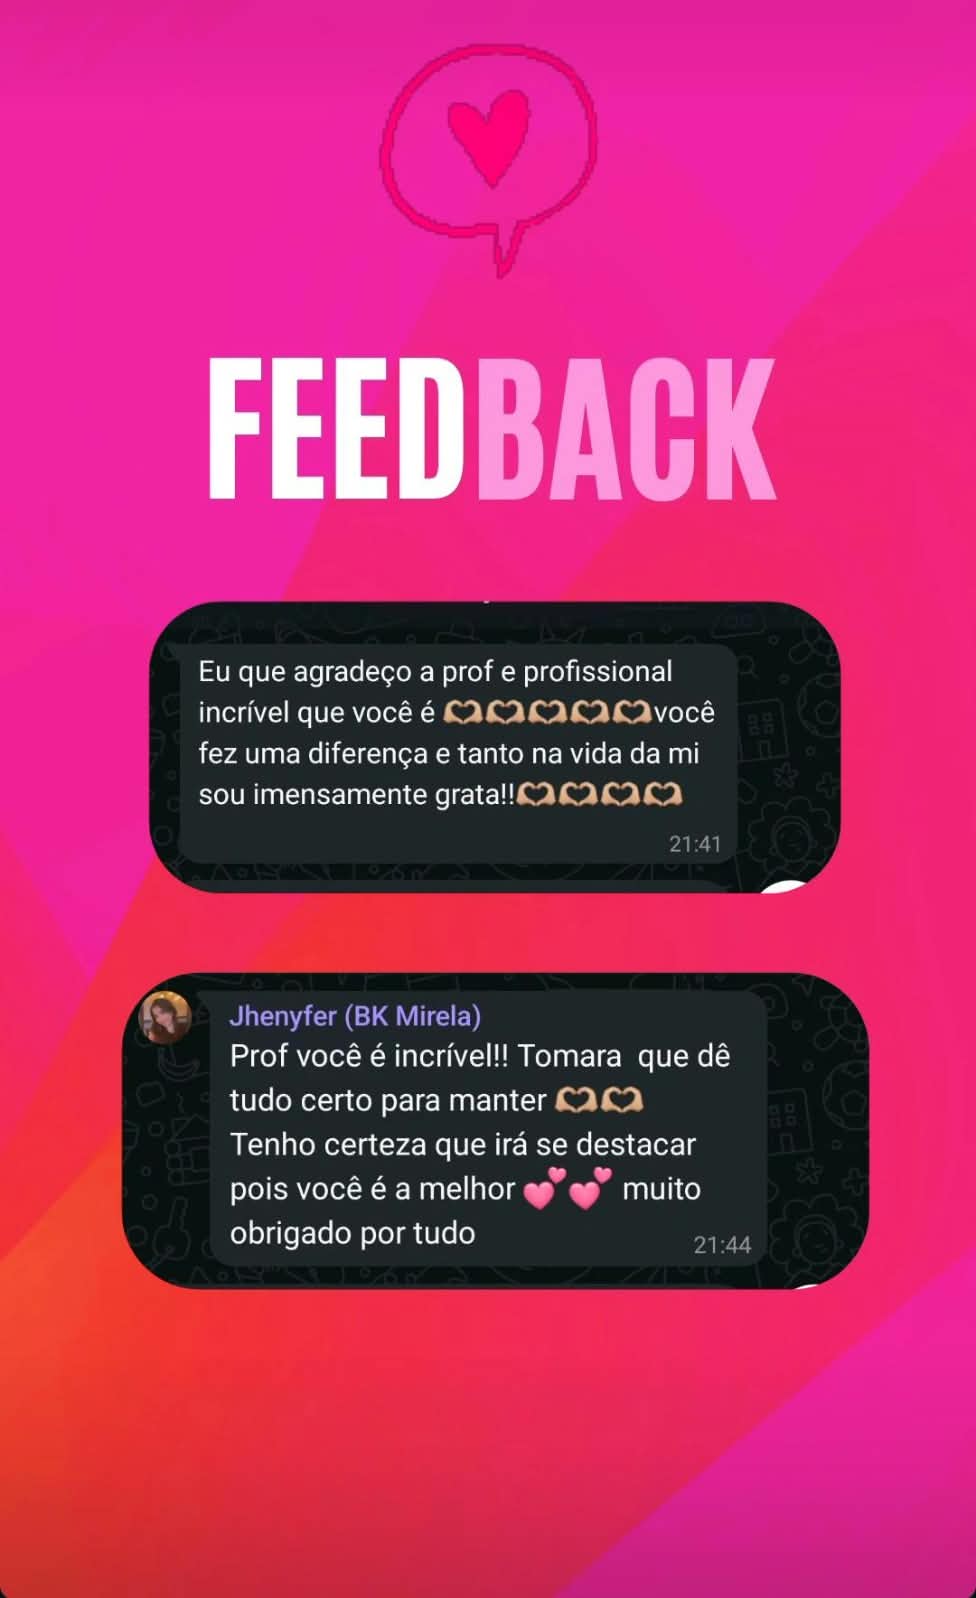 FEEDBACK
Eu que agradeço a prof e profissional
incrível que você é 🫶🏼🫶🏼🫶🏼🫶🏼🫶🏼você
fez uma diferença e tanto na vida da mi
sou imensamente grata!!🫶🏼🫶🏼🫶🏼🫶🏼
21:41
Jhenyfer (BK Mirela)
Prof você é incrível!! Tomara  que dê
tudo certo para manter 🫶🏼🫶🏼
Tenho certeza que irá se destacar
pois você é a melhor 💕💕 muito
obrigado por tudo
21:44